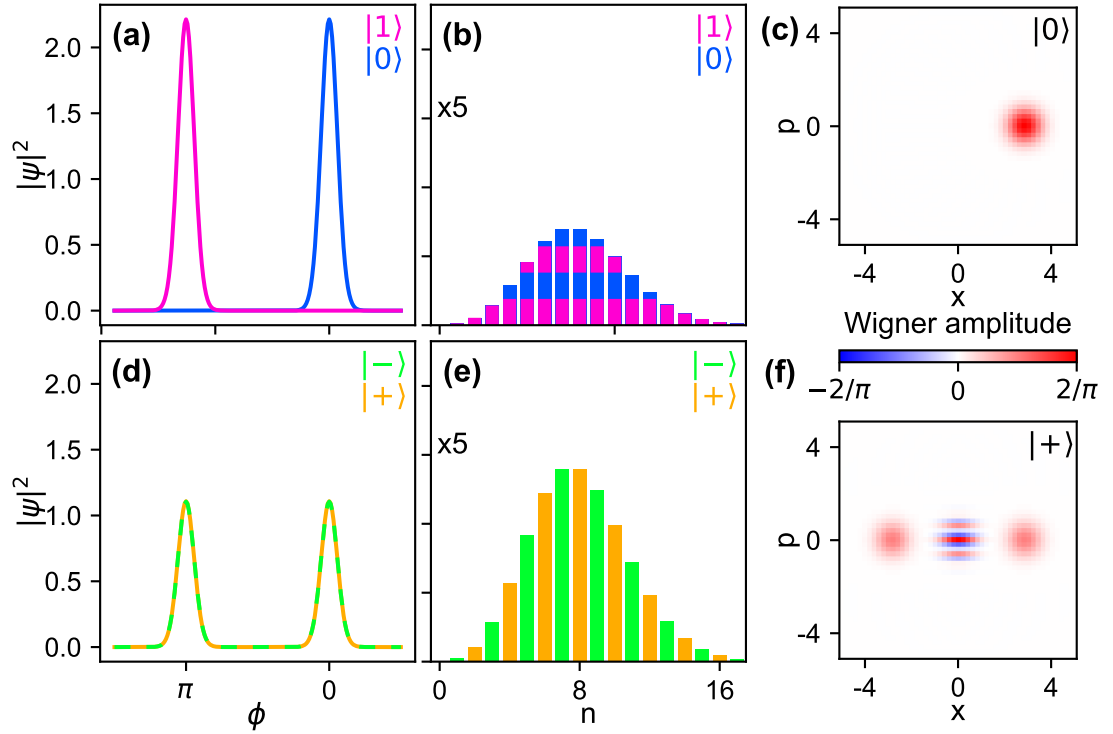 (a)
|1⟩
|0⟩
|ψ|²
2.0
1.5
1.0
0.5
0.0
(b)
|1⟩
|0⟩
x5
(c)
|0⟩
p
4
0
-4
-4 0 4
x
Wigner amplitude
−2/π 0 2/π
(d)
|−⟩
|+⟩
|ψ|²
2.0
1.5
1.0
0.5
0.0
π 0
ϕ
(e)
|−⟩
|+⟩
x5
0 8 16
n
(f)
|+⟩
p
4
0
-4
-4 0 4
x